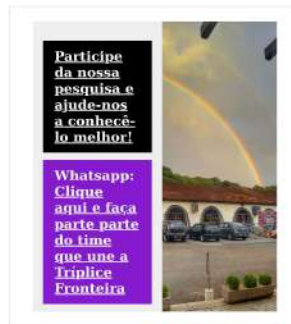 Participe
da nossa
pesquisa e
ajude-nos
a conhecê-
lo melhor!
Whatsapp:
Clique
aqui e faça
parte parte
do time
que une a
Tríplice
Fronteira